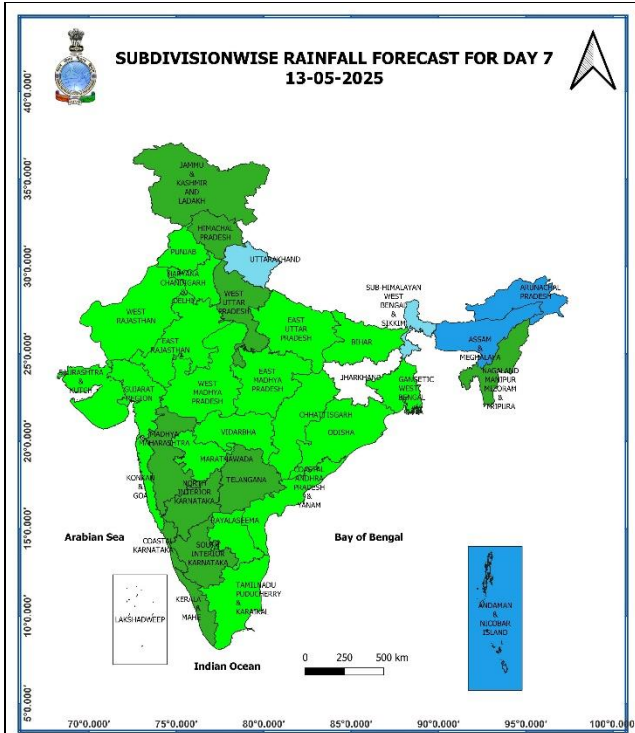 SUBDIVISIONWISE RAINFALL FORECAST FOR DAY 7
13-05-2025
40°0.000'
35°0.000'
30°0.000'
25°0.000'
20°0.000'
15°0.000'
10°0.000'
5°0.000'
JAMMU
&
KASHMIR
AND
LADAKH
HIMACHAL
PRADESH
PUNJAB
UTTARAKHAND
HARYANA
CHANDIGARH
&
DELHI
WEST
UTTAR
PRADESH
SUB-HIMALAYAN
WEST
BENGAL
&
SIKKIM
ARUNACHAL
PRADESH
WEST
RAJASTHAN
EAST
RAJASTHAN
EAST
UTTAR
PRADESH
BIHAR
ASSAM
&
MEGHALAYA
NAGALAND
MANIPUR
MIZORAM
&
TRIPURA
SAURASHTRA
&
KUTCH
GUJARAT
REGION
WEST
MADHYA
PRADESH
EAST
MADHYA
PRADESH
JHARKHAND
GANGETIC
WEST
BENGAL
CHHATTISGARH
ODISHA
VIDARBHA
MADHYA
MAHARASHTRA
MARATHAWADA
KONKAN
&
GOA
NORTH
INTERIOR
KARNATAKA
TELANGANA
COASTAL
ANDHRA
PRADESH
&
YANAM
RAYALASEEMA
Arabian Sea
COASTAL
KARNATAKA
SOUTH
INTERIOR
KARNATAKA
Bay of Bengal
LAKSHADWEEP
KERALA
&
MAHE
TAMILNADU
PUDUCHERRY
&
KARAIKAL
ANDAMAN
&
NICOBAR
ISLAND
Indian Ocean
0 250 500 km
70°0.000' 75°0.000' 80°0.000' 85°0.000' 90°0.000' 95°0.000' 100°0.000'